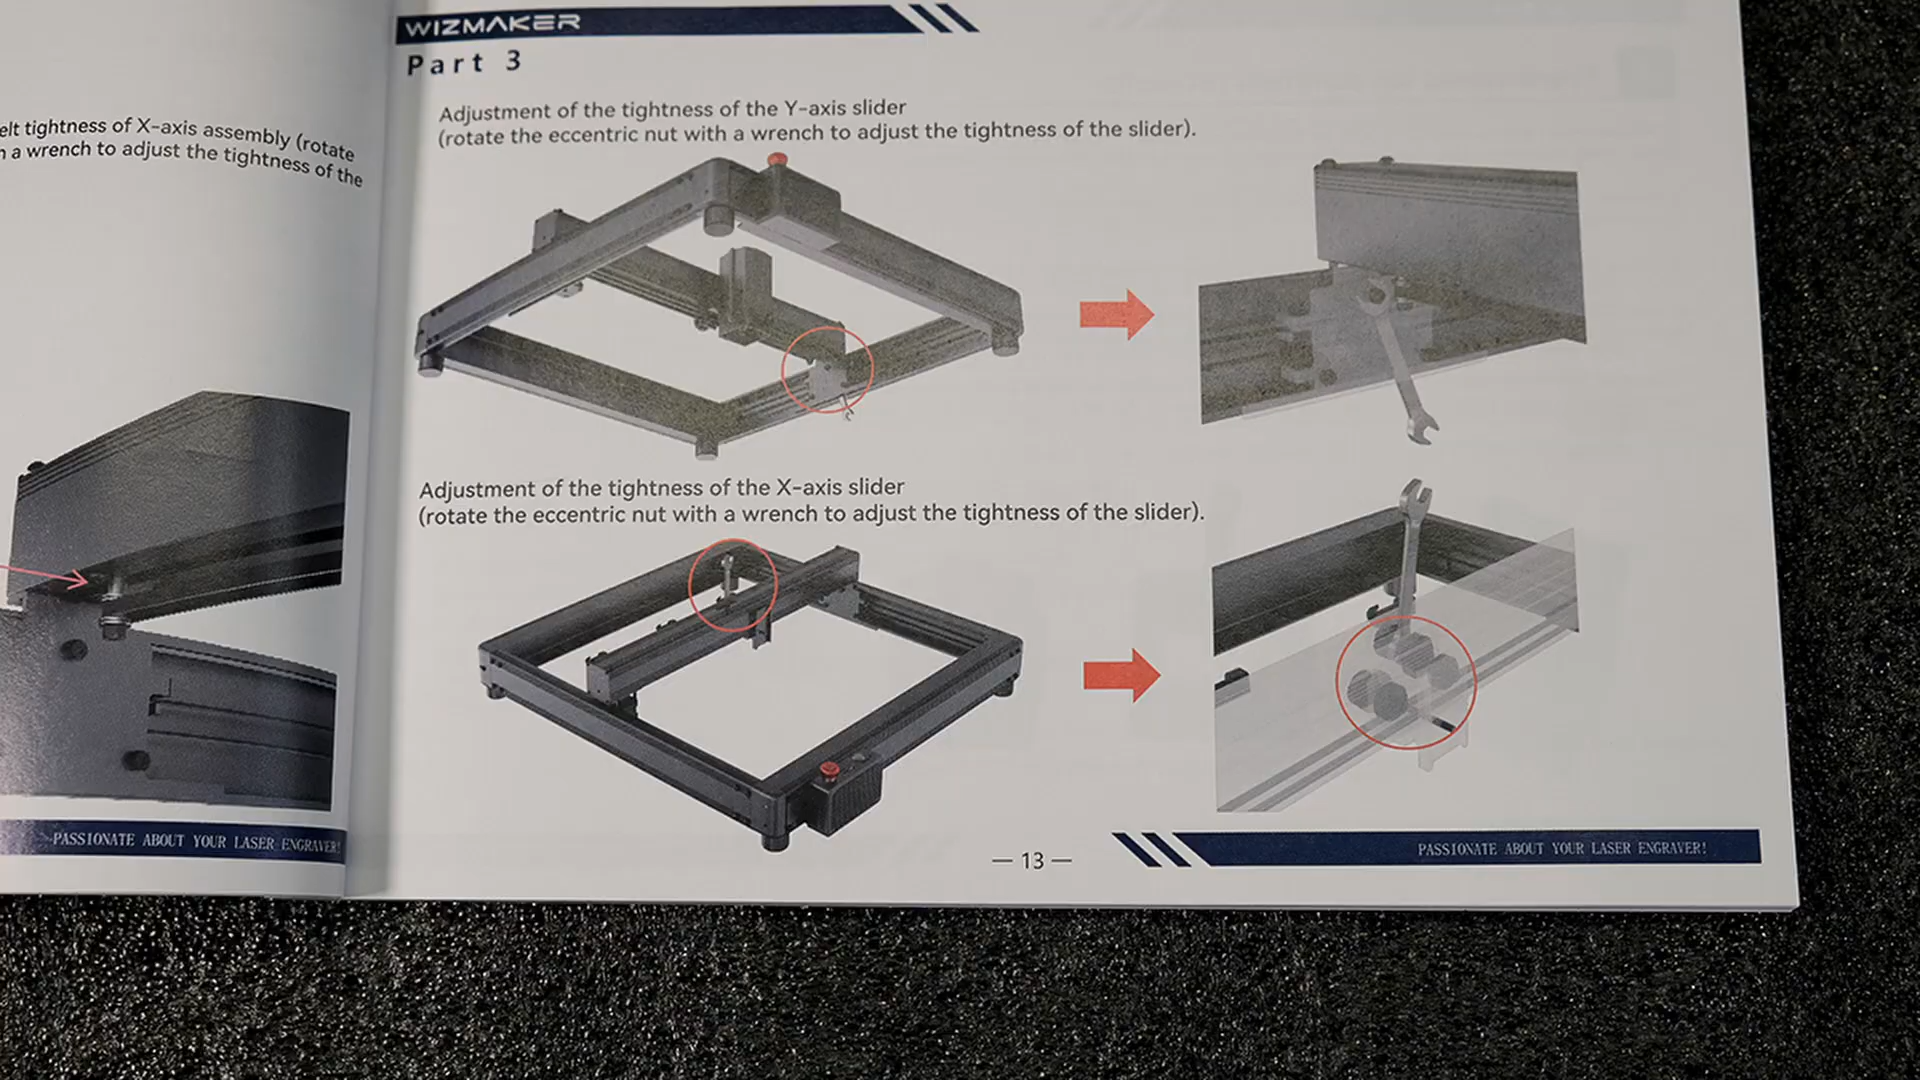 elt tightness of X-axis assembly (rotate
a wrench to adjust the tightness of the
PASSIONATE ABOUT YOUR LASER ENGRAVER!
WIZMAKER
Part 3
Adjustment of the tightness of the Y-axis slider
(rotate the eccentric nut with a wrench to adjust the tightness of the slider).
Adjustment of the tightness of the X-axis slider
(rotate the eccentric nut with a wrench to adjust the tightness of the slider).
— 13 —
PASSIONATE ABOUT YOUR LASER ENGRAVER!